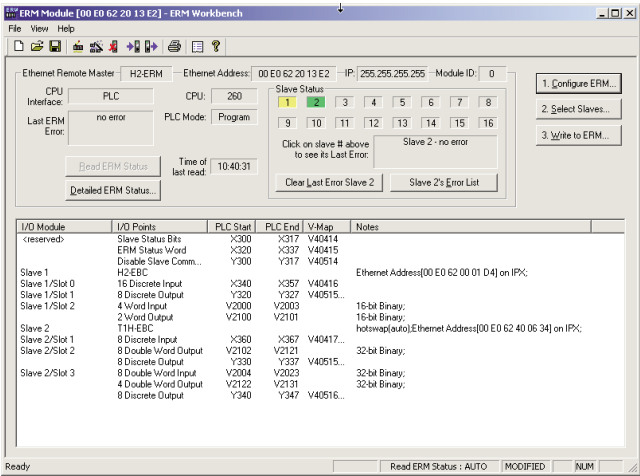 ERM Module [00 E0 62 20 13 E2] - ERM Workbench
File View Help
Ethernet Remote Master H2-ERM Ethernet Address: 00 E0 62 20 13 E2 IP: 255.255.255.255 Module ID: 0
CPU Interface: PLC CPU: 260
Last ERM Error: no error PLC Mode: Program
Read ERM Status Time of last read: 10:40:31
Detailed ERM Status...
Slave Status
1 2 3 4 5 6 7 8
9 10 11 12 13 14 15 16
Click on slave # above to see its Last Error: Slave 2 - no error
Clear Last Error Slave 2 Slave 2's Error List
1. Configure ERM...
2. Select Slaves...
3. Write to ERM...
I/O Module I/O Points PLC Start PLC End V-Map Notes
<reserved> Slave Status Bits X300 X317 V40414
ERM Status Word X320 X337 V40415
Disable Slave Comm... Y300 Y317 V40514
Slave 1 H2-EBC Ethernet Address[00 E0 62 00 01 D4] on IPX;
Slave 1/Slot 0 16 Discrete Input X340 X357 V40416
Slave 1/Slot 1 8 Discrete Output Y320 Y327 V40515...
Slave 1/Slot 2 4 Word Input V2000 V2003 16-bit Binary;
2 Word Output V2100 V2101 16-bit Binary;
Slave 2 T1H-EBC hotswap(auto);Ethernet Address[00 E0 62 40 06 34] on IPX;
Slave 2/Slot 1 8 Discrete Input X360 X367 V40417...
Slave 2/Slot 2 8 Double Word Output V2102 V2121 32-bit Binary;
8 Discrete Output Y330 Y337 V40515...
Slave 2/Slot 3 8 Double Word Input V2004 V2023 32-bit Binary;
4 Double Word Output V2122 V2131 32-bit Binary;
8 Discrete Output Y340 Y347 V40516...
Ready Read ERM Status : AUTO MODIFIED NUM